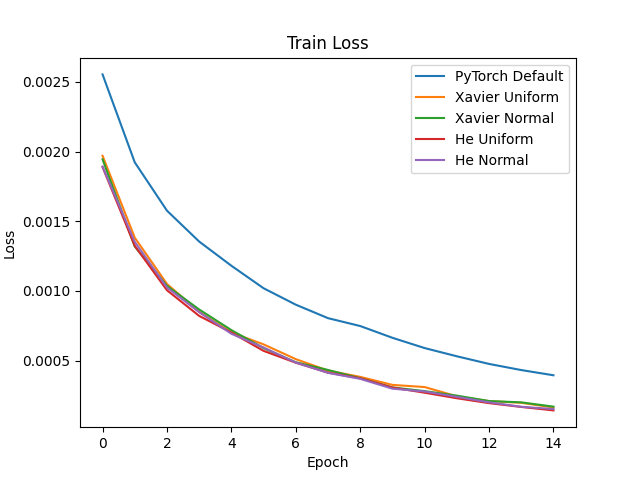 Train Loss
PyTorch Default
Xavier Uniform
Xavier Normal
He Uniform
He Normal
0.0025
0.0020
0.0015
0.0010
0.0005
Loss
0 2 4 6 8 10 12 14
Epoch